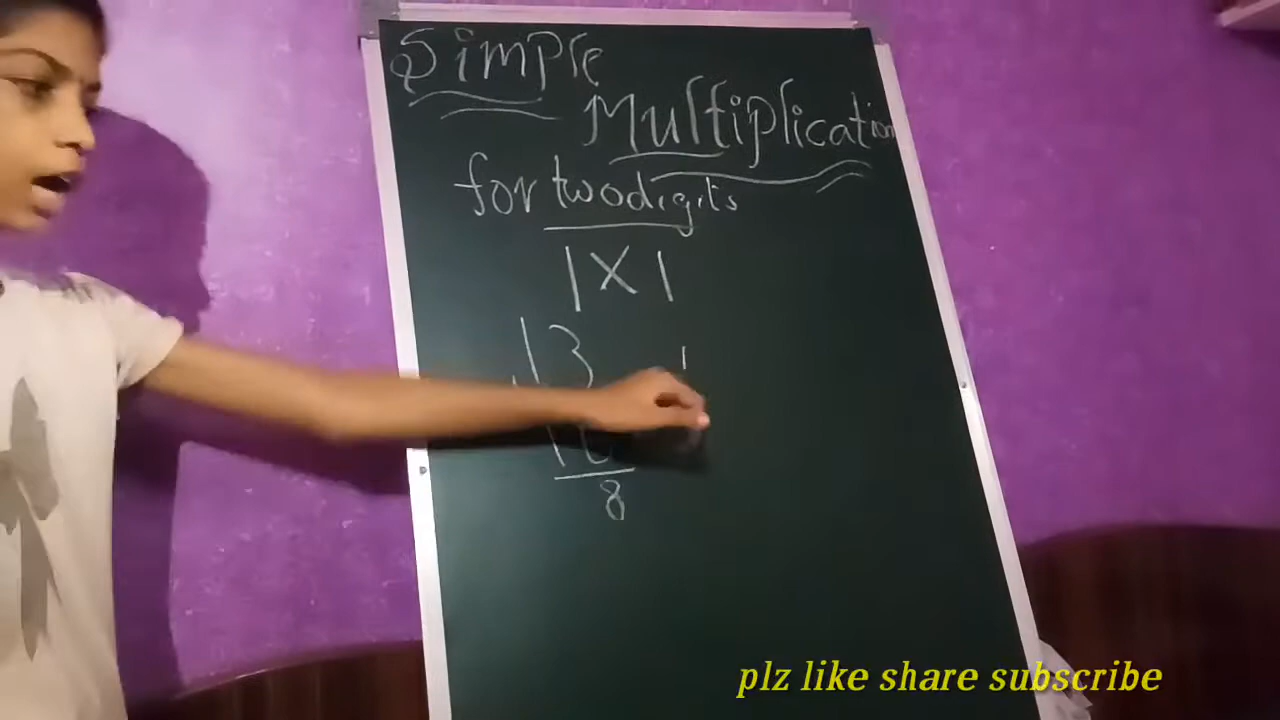 Simple
Multiplication
for two digits
1 X 1
13
8
plz like share subscribe